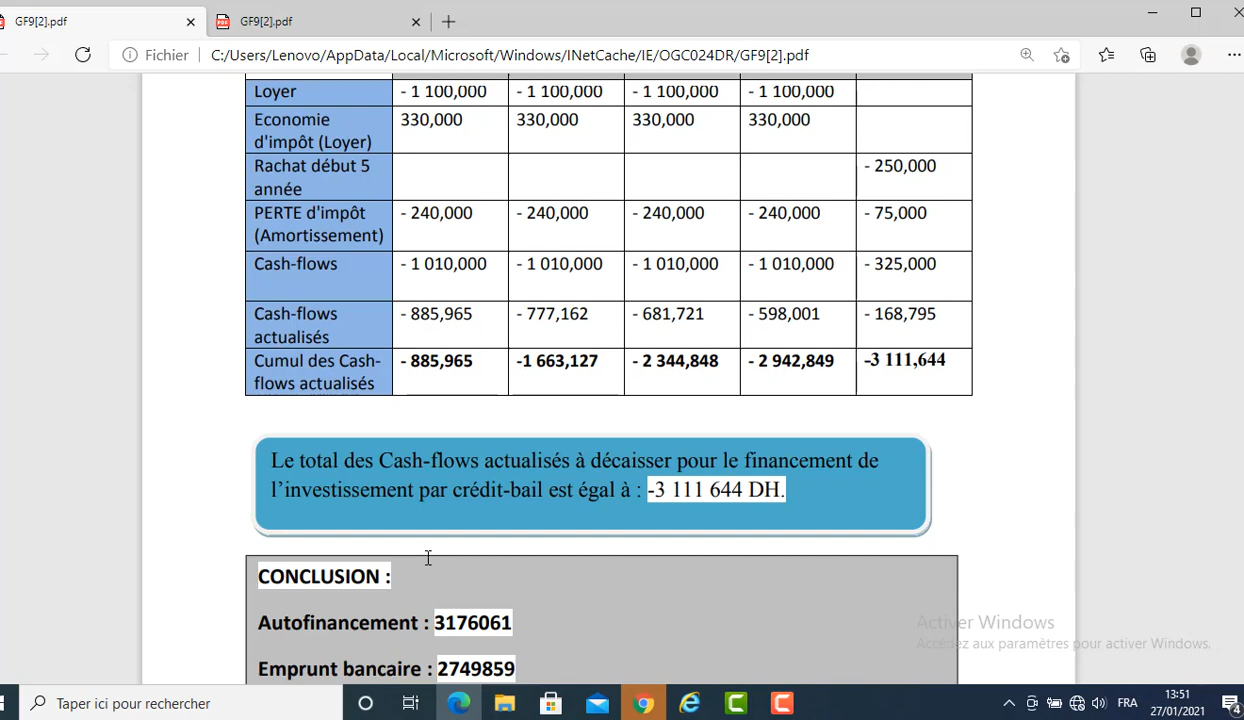 GF9[2].pdf
GF9[2].pdf
Fichier
C:/Users/Lenovo/AppData/Local/Microsoft/Windows/INetCache/IE/OGC024DR/GF9[2].pdf
Loyer - 1 100,000 - 1 100,000 - 1 100,000 - 1 100,000
Economie 330,000 330,000 330,000 330,000
d'impôt (Loyer)
Rachat début 5 - 250,000
année
PERTE d'impôt - 240,000 - 240,000 - 240,000 - 240,000 - 75,000
(Amortissement)
Cash-flows - 1 010,000 - 1 010,000 - 1 010,000 - 1 010,000 - 325,000
Cash-flows - 885,965 - 777,162 - 681,721 - 598,001 - 168,795
actualisés
Cumul des Cash- - 885,965 -1 663,127 - 2 344,848 - 2 942,849 -3 111,644
flows actualisés
Le total des Cash-flows actualisés à décaisser pour le financement de
l’investissement par crédit-bail est égal à : -3 111 644 DH.
CONCLUSION :
Autofinancement : 3176061
Emprunt bancaire : 2749859
Activer Windows
Accédez aux paramètres pour activer Windows.
Taper ici pour rechercher
FRA
13:51
27/01/2021
4